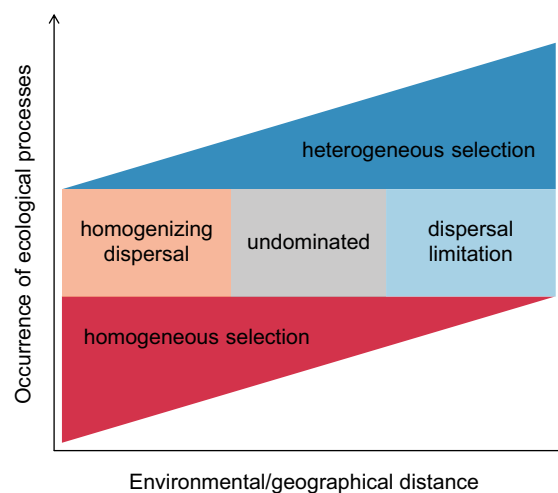 Occurrence of ecological processes
heterogeneous selection
homogenizing
dispersal
undominated
dispersal
limitation
homogeneous selection
Environmental/geographical distance